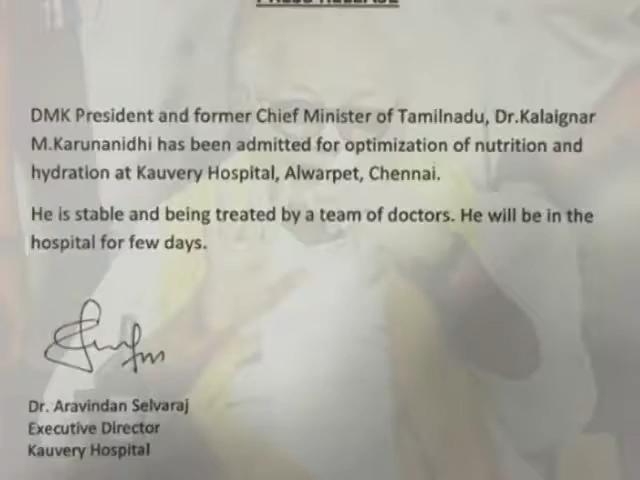 PRESS RELEASE
DMK President and former Chief Minister of Tamilnadu, Dr.Kalaignar
M.Karunanidhi has been admitted for optimization of nutrition and
hydration at Kauvery Hospital, Alwarpet, Chennai.
He is stable and being treated by a team of doctors. He will be in the
hospital for few days.
Dr. Aravindan Selvaraj
Executive Director
Kauvery Hospital